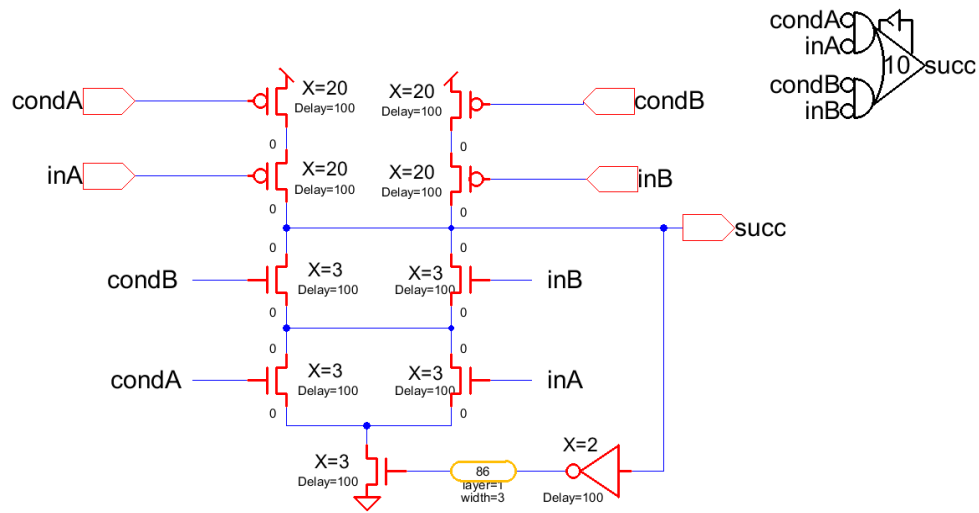 condA
inA
10
succ
condB
inB
condA
X=20
Delay=100
X=20
Delay=100
condB
0
0
inA
X=20
Delay=100
X=20
Delay=100
inB
0
0
succ
0
0
condB
X=3
Delay=100
X=3
Delay=100
inB
0
0
0
0
condA
X=3
Delay=100
X=3
Delay=100
inA
0
0
X=3
Delay=100
86
layer=1
width=3
X=2
Delay=100